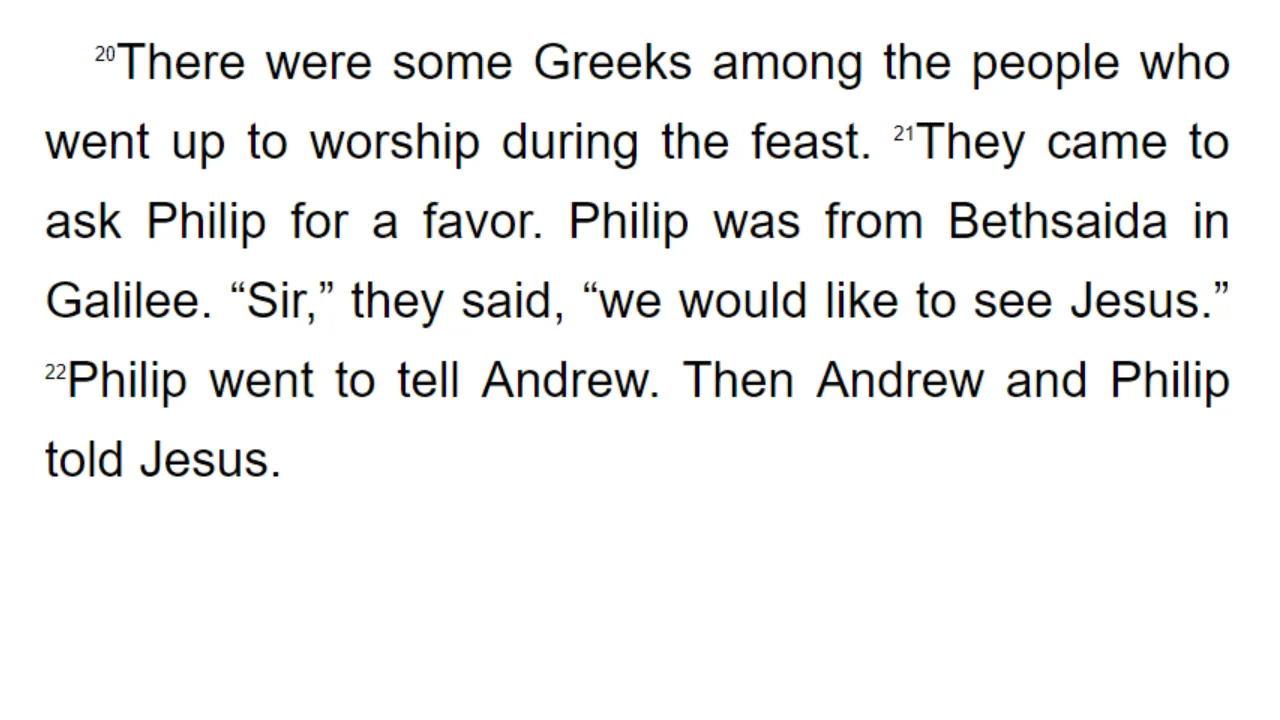 20There were some Greeks among the people who
went up to worship during the feast. 21They came to
ask Philip for a favor. Philip was from Bethsaida in
Galilee. “Sir,” they said, “we would like to see Jesus.”
22Philip went to tell Andrew. Then Andrew and Philip
told Jesus.